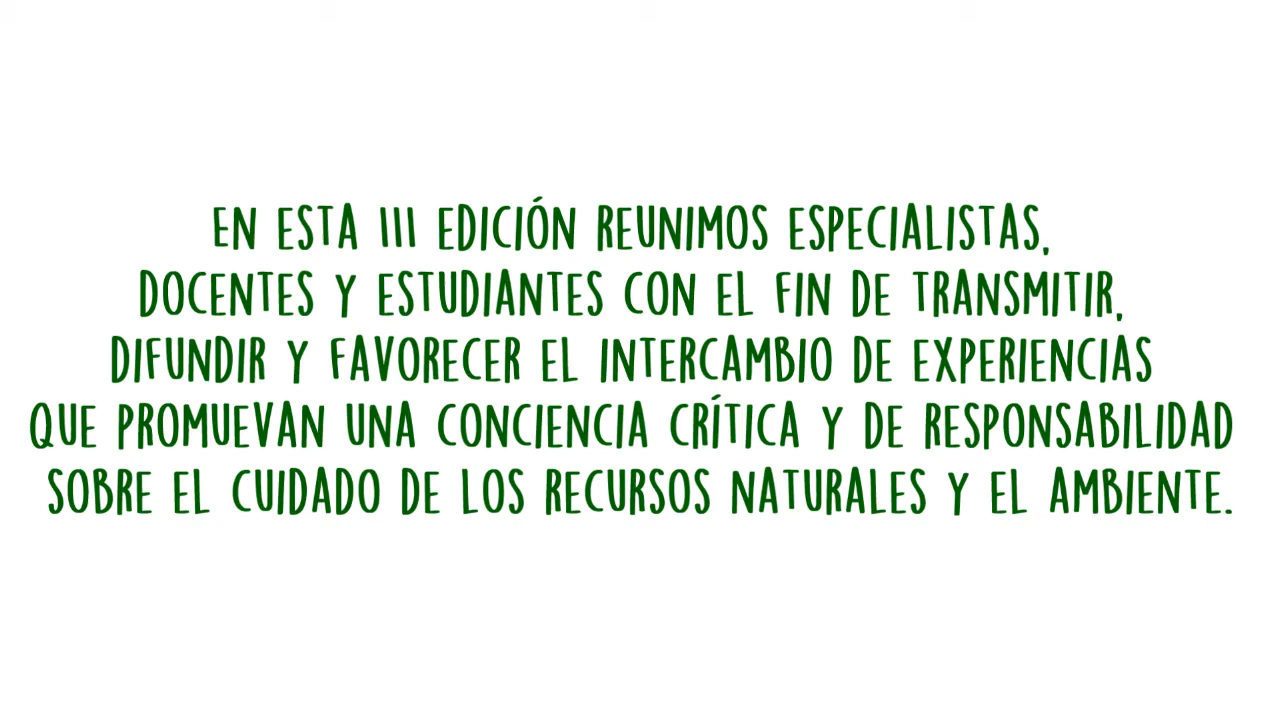 EN ESTA III EDICIÓN REUNIMOS ESPECIALISTAS,
DOCENTES Y ESTUDIANTES CON EL FIN DE TRANSMITIR,
DIFUNDIR Y FAVORECER EL INTERCAMBIO DE EXPERIENCIAS
QUE PROMUEVAN UNA CONCIENCIA CRÍTICA Y DE RESPONSABILIDAD
SOBRE EL CUIDADO DE LOS RECURSOS NATURALES Y EL AMBIENTE.